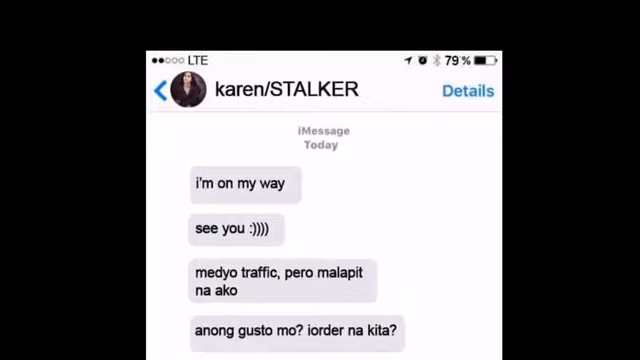 LTE
79 %
karen/STALKER
Details
iMessage
Today
i'm on my way
see you :))))
medyo traffic, pero malapit
na ako
anong gusto mo? iorder na kita?